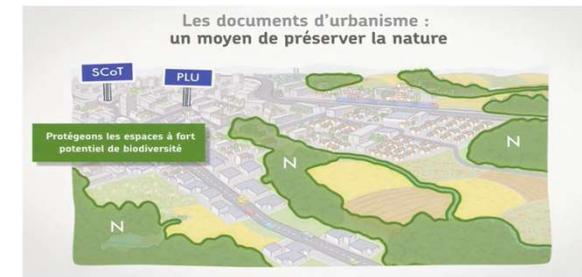 Les documents d'urbanisme :
un moyen de préserver la nature
SCoT
PLU
Protégeons les espaces à fort
potentiel de biodiversité
N
N
N